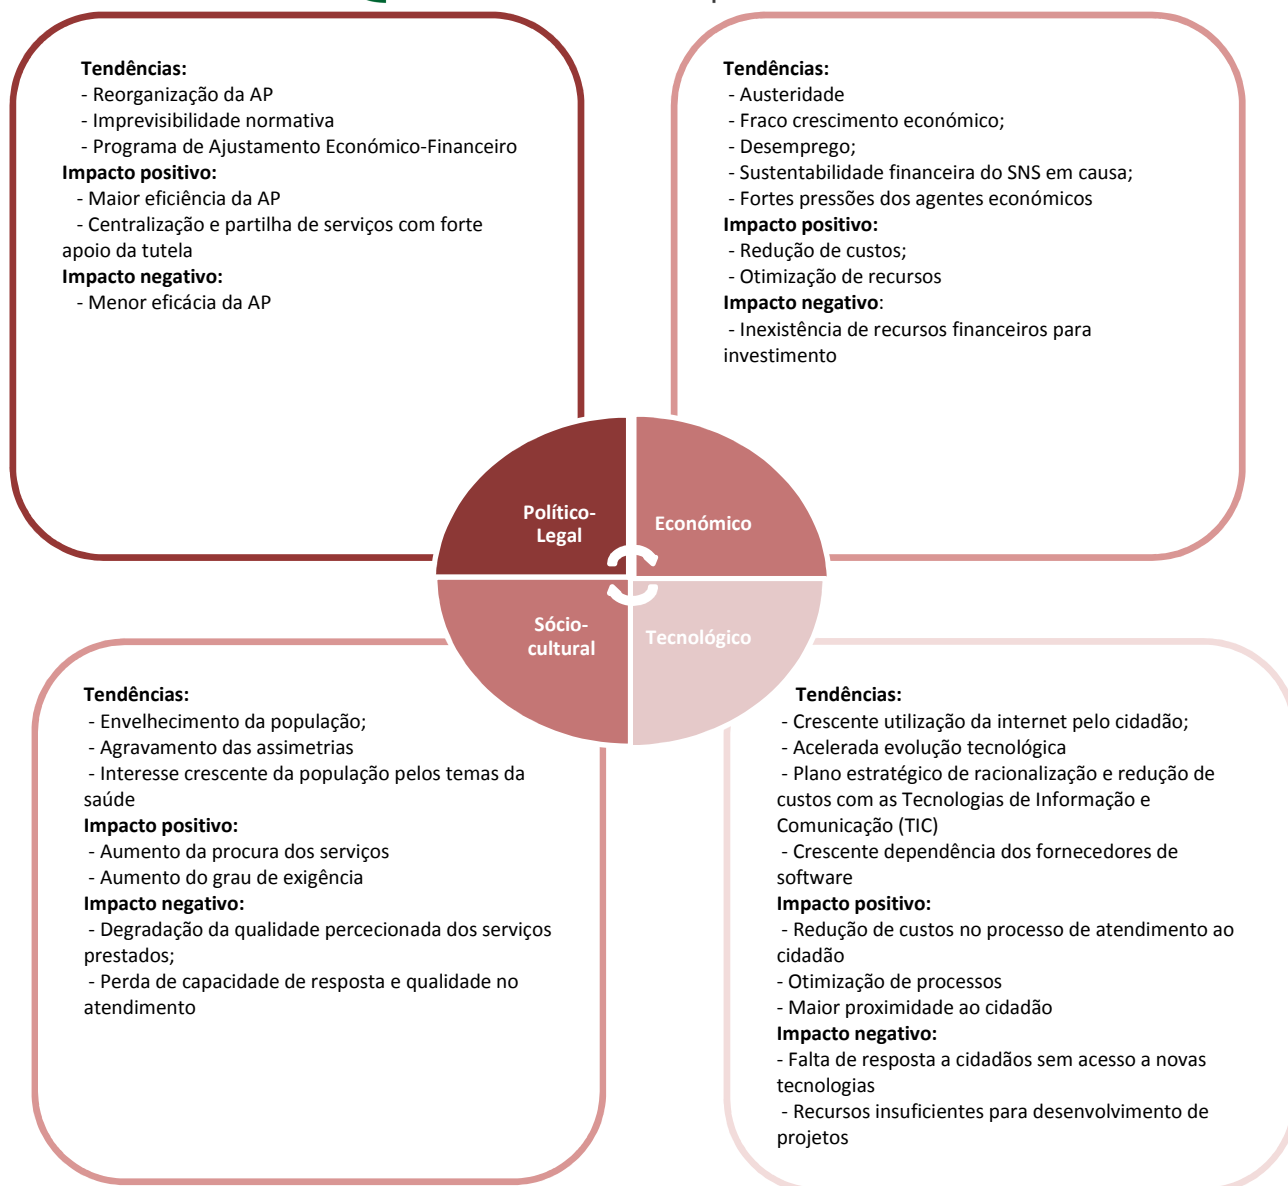 Tendências:
- Reorganização da AP
- Imprevisibilidade normativa
- Programa de Ajustamento Económico-Financeiro
Impacto positivo:
- Maior eficiência da AP
- Centralização e partilha de serviços com forte
apoio da tutela
Impacto negativo:
- Menor eficácia da AP
Tendências:
- Austeridade
- Fraco crescimento económico;
- Desemprego;
- Sustentabilidade financeira do SNS em causa;
- Fortes pressões dos agentes económicos
Impacto positivo:
- Redução de custos;
- Otimização de recursos
Impacto negativo:
- Inexistência de recursos financeiros para
investimento
Político-
Legal
Económico
Sócio-
cultural
Tecnológico
Tendências:
- Envelhecimento da população;
- Agravamento das assimetrias
- Interesse crescente da população pelos temas da
saúde
Impacto positivo:
- Aumento da procura dos serviços
- Aumento do grau de exigência
Impacto negativo:
- Degradação da qualidade percecionada dos serviços
prestados;
- Perda de capacidade de resposta e qualidade no
atendimento
Tendências:
- Crescente utilização da internet pelo cidadão;
- Acelerada evolução tecnológica
- Plano estratégico de racionalização e redução de
custos com as Tecnologias de Informação e
Comunicação (TIC)
- Crescente dependência dos fornecedores de
software
Impacto positivo:
- Redução de custos no processo de atendimento ao
cidadão
- Otimização de processos
- Maior proximidade ao cidadão
Impacto negativo:
- Falta de resposta a cidadãos sem acesso a novas
tecnologias
- Recursos insuficientes para desenvolvimento de
projetos